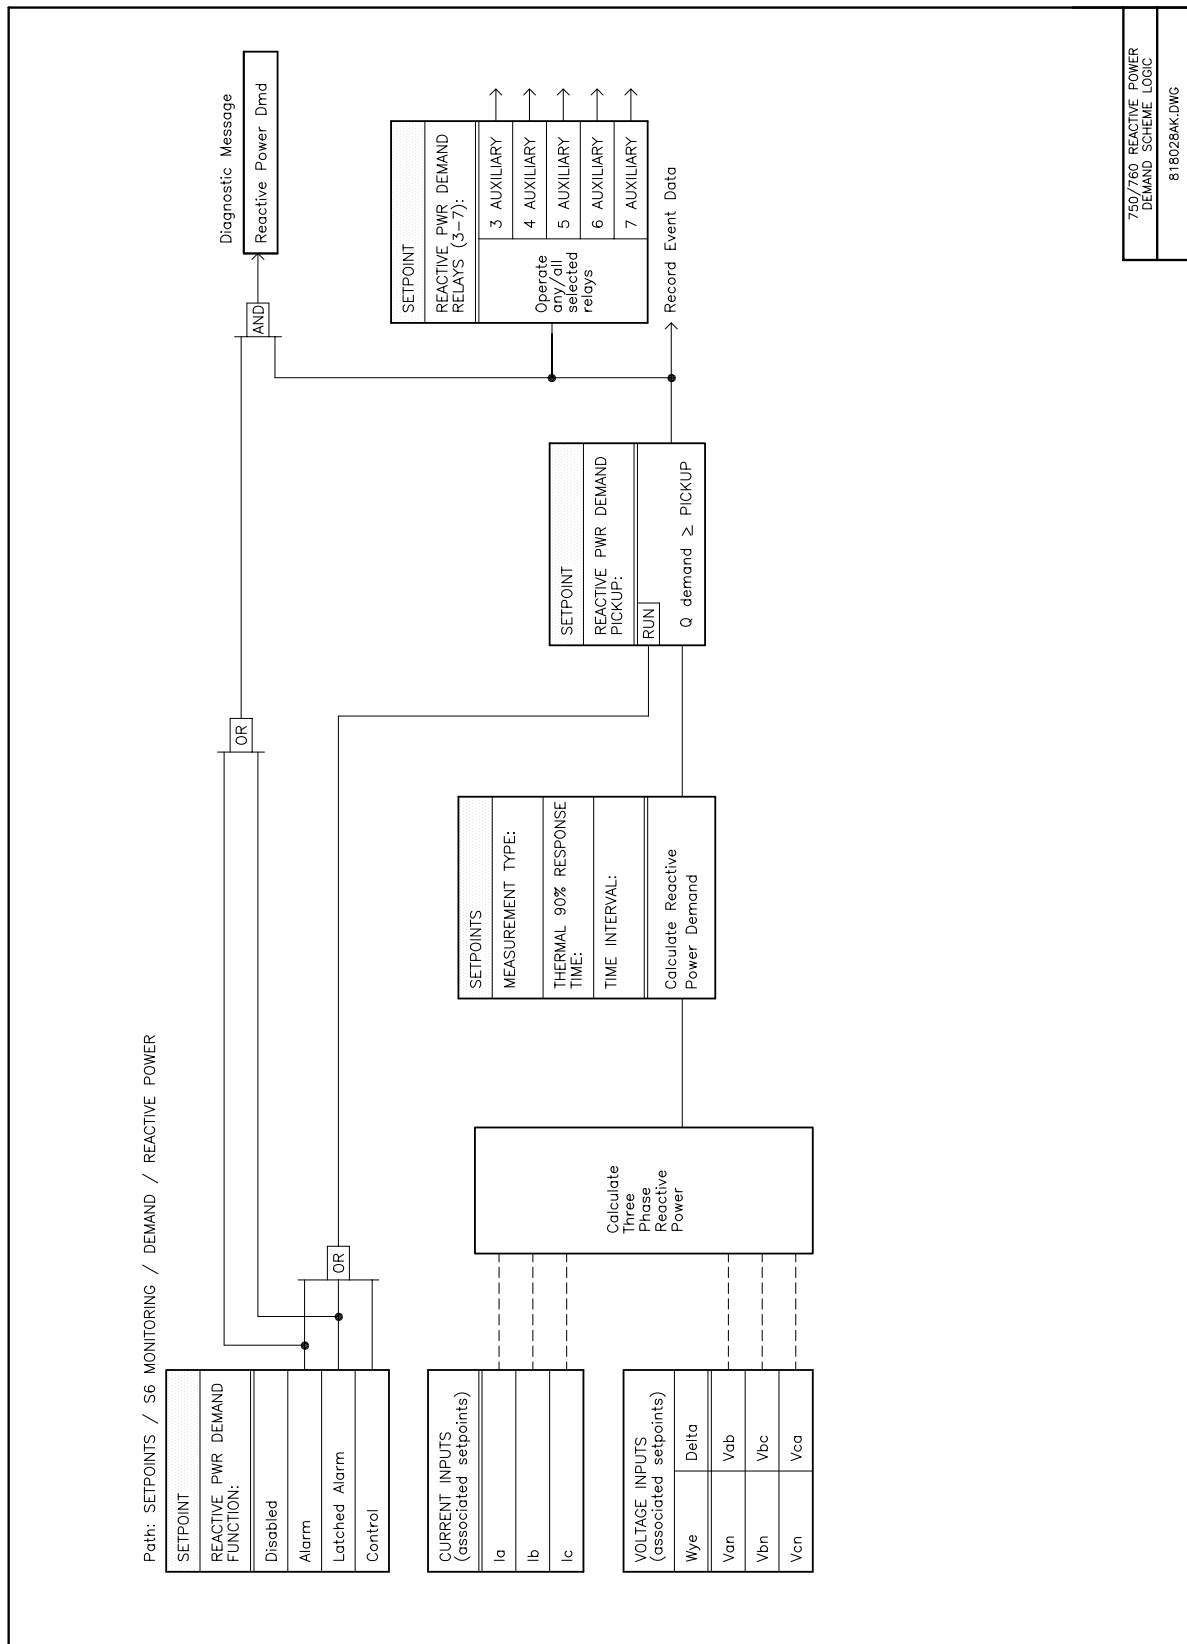 Path: SETPOINTS / S6 MONITORING / DEMAND / REACTIVE POWER
SETPOINT
REACTIVE PWR DEMAND
FUNCTION:
Disabled
Alarm
Latched Alarm
Control
OR
OR
AND
Diagnostic Message
Reactive Power Dmd
CURRENT INPUTS
(associated setpoints)
Ia
Ib
Ic
VOLTAGE INPUTS
(associated setpoints)
Wye Delta
Van Vab
Vbn Vbc
Vcn Vca
Calculate
Three
Phase
Reactive
Power
SETPOINTS
MEASUREMENT TYPE:
THERMAL 90% RESPONSE
TIME:
TIME INTERVAL:
Calculate Reactive
Power Demand
SETPOINT
REACTIVE PWR DEMAND
PICKUP:
RUN
Q demand ≥ PICKUP
SETPOINT
REACTIVE PWR DEMAND
RELAYS (3–7):
Operate
any/all
selected
relays
3 AUXILIARY
4 AUXILIARY
5 AUXILIARY
6 AUXILIARY
7 AUXILIARY
Record Event Data
750/760 REACTIVE POWER
DEMAND SCHEME LOGIC
818028AK.DWG